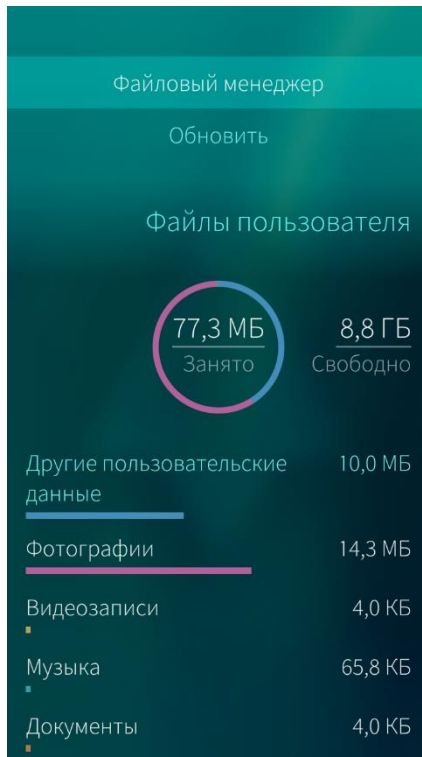 Файловый менеджер
Обновить
Файлы пользователя
77,3 МБ 8,8 ГБ
Занято Свободно
Другие пользовательские 10,0 МБ
данные
Фотографии 14,3 МБ
Видеозаписи 4,0 КБ
Музыка 65,8 КБ
Документы 4,0 КБ